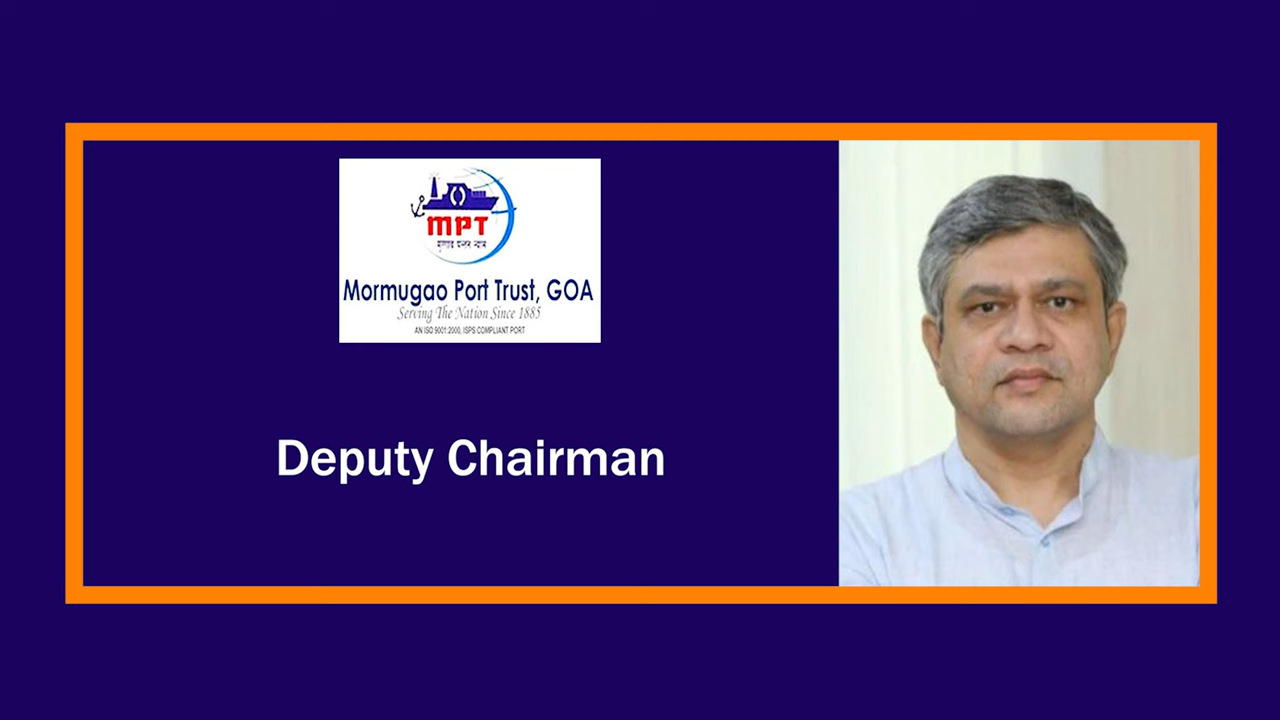 MPT
Mormugao Port Trust, GOA
Serving The Nation Since 1885
AN ISO 9001:2000, ISPS COMPLIANT PORT
Deputy Chairman